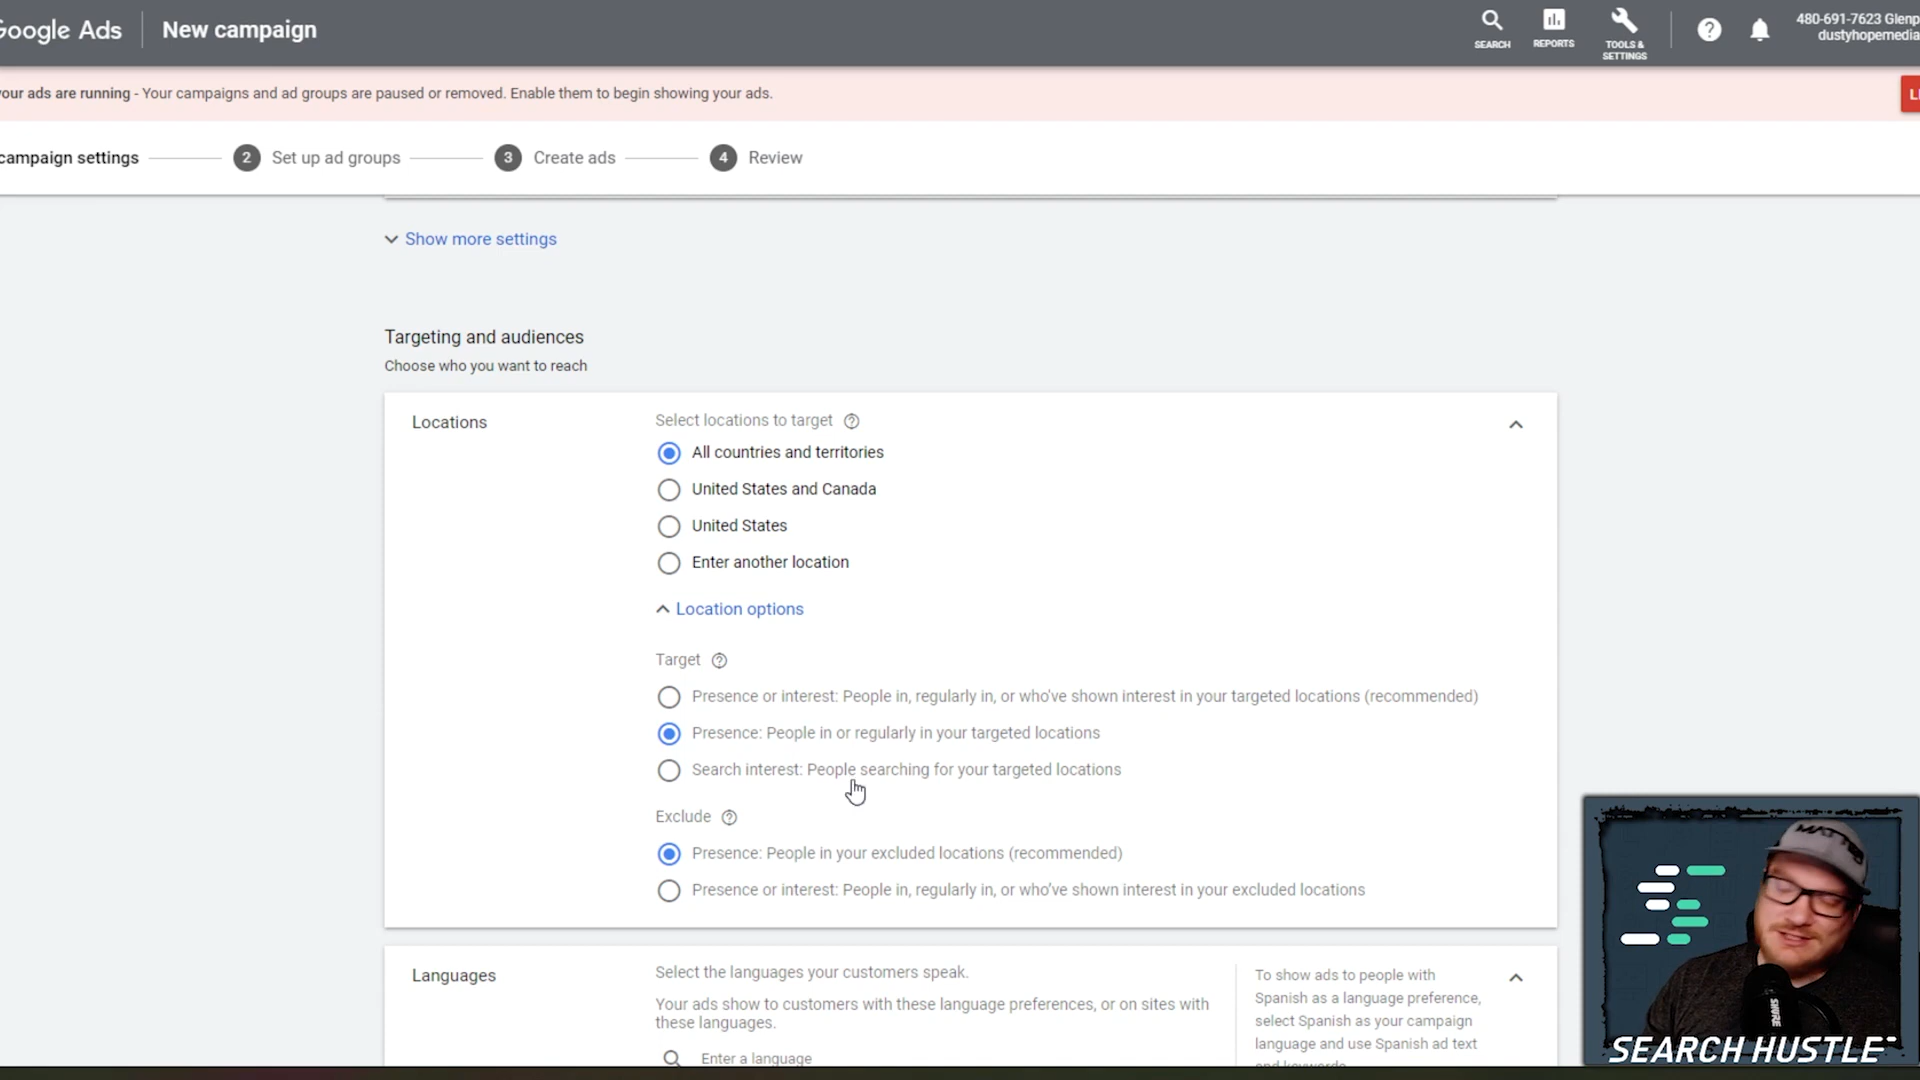 Google Ads
New campaign
SEARCH
REPORTS
TOOLS &
SETTINGS
480-691-7623 Glenp
dustyhopemedia
our ads are running - Your campaigns and ad groups are paused or removed. Enable them to begin showing your ads.
campaign settings
2 Set up ad groups
3 Create ads
4 Review
Show more settings
Targeting and audiences
Choose who you want to reach
Locations
Select locations to target
All countries and territories
United States and Canada
United States
Enter another location
Location options
Target
Presence or interest: People in, regularly in, or who've shown interest in your targeted locations (recommended)
Presence: People in or regularly in your targeted locations
Search interest: People searching for your targeted locations
Exclude
Presence: People in your excluded locations (recommended)
Presence or interest: People in, regularly in, or who've shown interest in your excluded locations
Languages
Select the languages your customers speak.
Your ads show to customers with these language preferences, or on sites with
these languages.
Enter a language
To show ads to people with
Spanish as a language preference,
select Spanish as your campaign
language and use Spanish ad text
and keywords.
SHURE
SEARCH HUSTLE